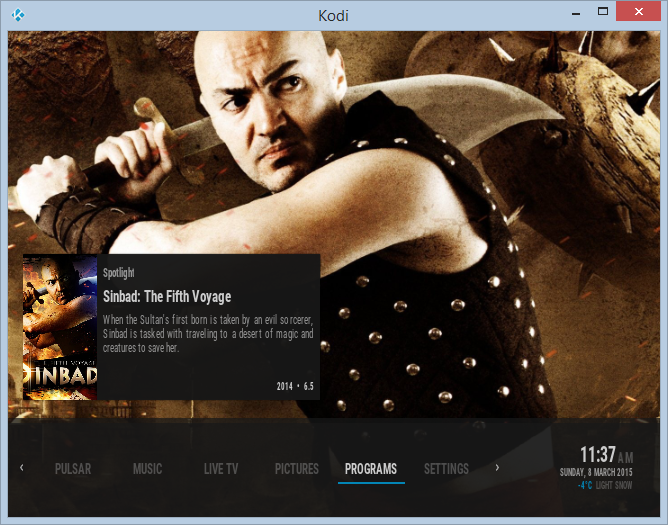 Kodi
Spotlight
Sinbad: The Fifth Voyage
When the Sultan's first born is taken by an evil sorcerer,
Sinbad is tasked with traveling to a desert of magic and
creatures to save her.
2014 • 6.5
FIFTH VOYAGE
SINBAD
‹ PULSAR MUSIC LIVE TV PICTURES PROGRAMS SETTINGS ›
11:37 AM
SUNDAY, 8 MARCH 2015
-4°C LIGHT SNOW